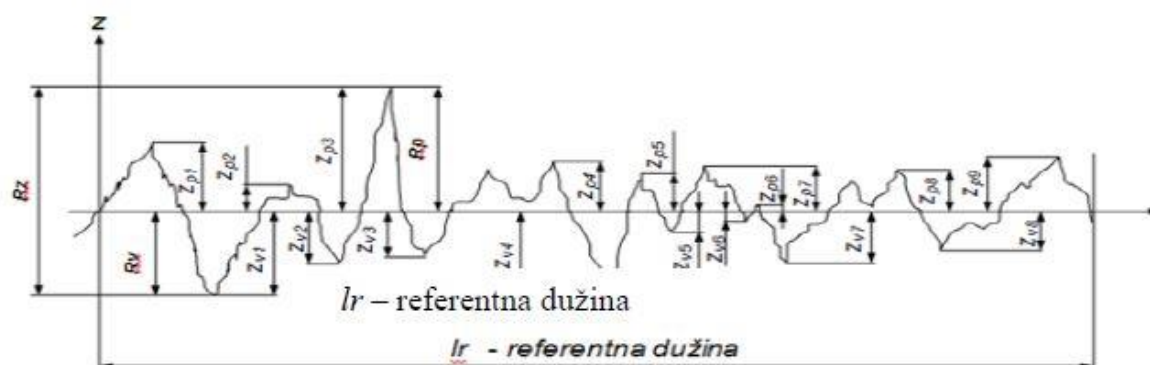 z
Rz
Rv
Zp1
Zv1
Zp2
Zv2
Zp3
Zv3
Rp
Zv4
Zp4
Zp5
Zv5
Zv6
Zp6
Zp7
Zv7
Zp8
Zp9
Zv8
lr – referentna dužina
lr - referentna dužina